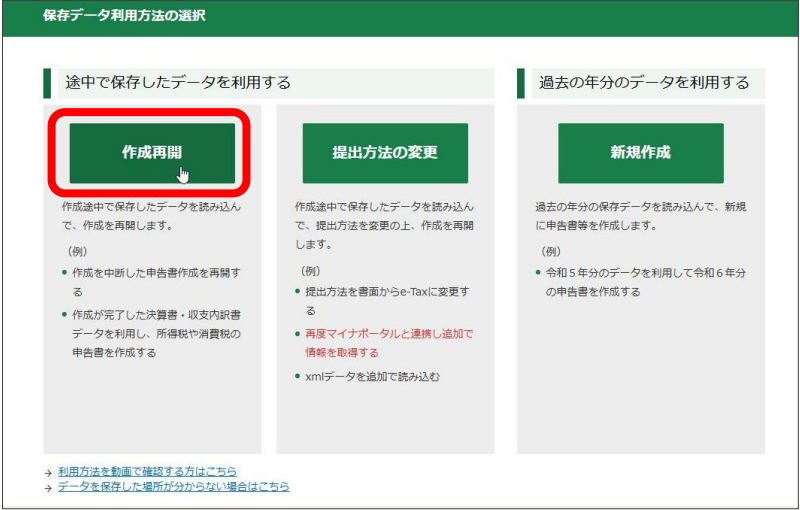 保存データ利用方法の選択
途中で保存したデータを利用する
作成再開
作成途中で保存したデータを読み込ん
で、作成を再開します。
（例）
作成を中断した申告書作成を再開す
る
作成が完了した決算書・収支内訳書
データを利用し、所得税や消費税の
申告書を作成する
提出方法の変更
作成途中で保存したデータを読み込ん
で、提出方法を変更の上、作成を再開
します。
（例）
提出方法を書面からe-Taxに変更す
る
再度マイナポータルと連携し追加で
情報を取得する
xmlデータを追加で読み込む
過去の年分のデータを利用する
新規作成
過去の年分の保存データを読み込んで、新規
に申告書等を作成します。
（例）
令和５年分のデータを利用して令和６年分
の申告書を作成する
→ 利用方法を動画で確認する方はこちら
→ データを保存した場所が分からない場合はこちら